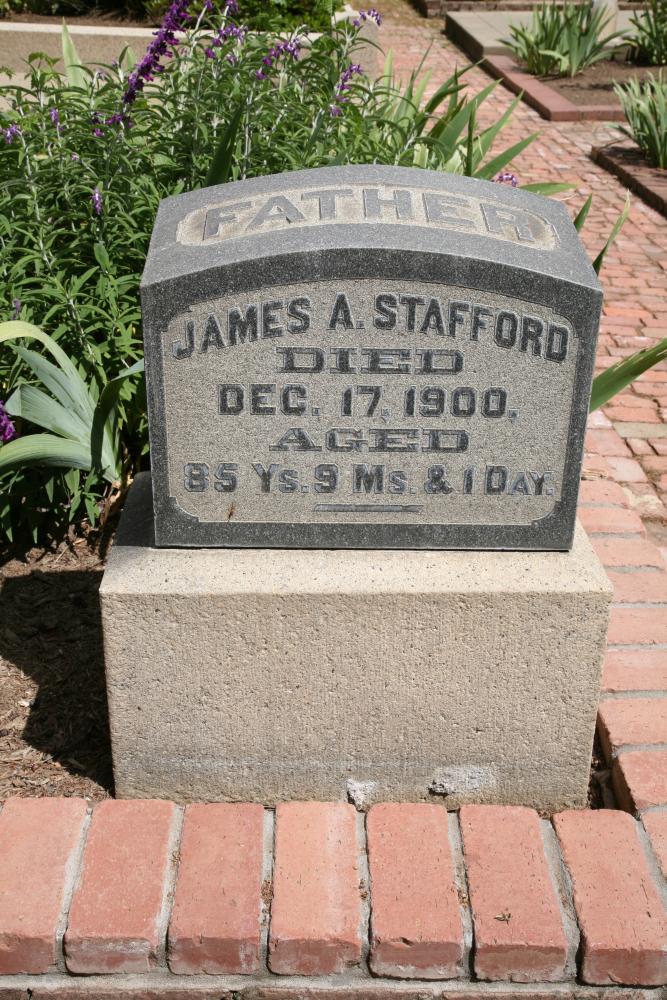 FATHER
JAMES A. STAFFORD
DIED
DEC. 17, 1900.
AGED
85 Ys. 9 Ms. & 1 DAY.